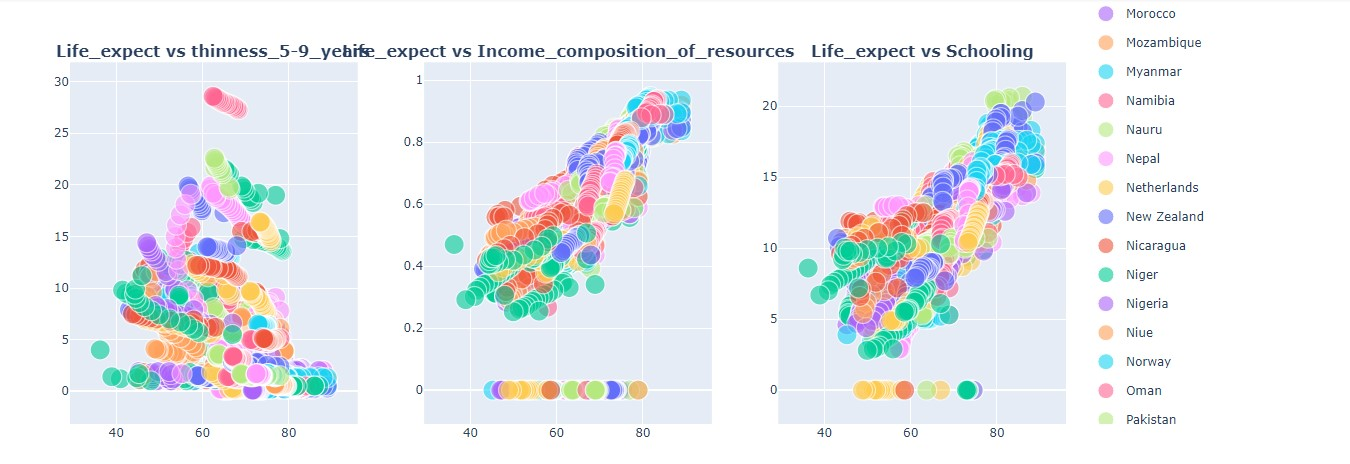 Life_expect vs thinness_5-9_years
Life_expect vs Income_composition_of_resources
Life_expect vs Schooling
30
25
20
15
10
5
0
40
60
80
1
0.8
0.6
0.4
0.2
0
40
60
80
20
15
10
5
0
40
60
80
Morocco
Mozambique
Myanmar
Namibia
Nauru
Nepal
Netherlands
New Zealand
Nicaragua
Niger
Nigeria
Niue
Norway
Oman
Pakistan